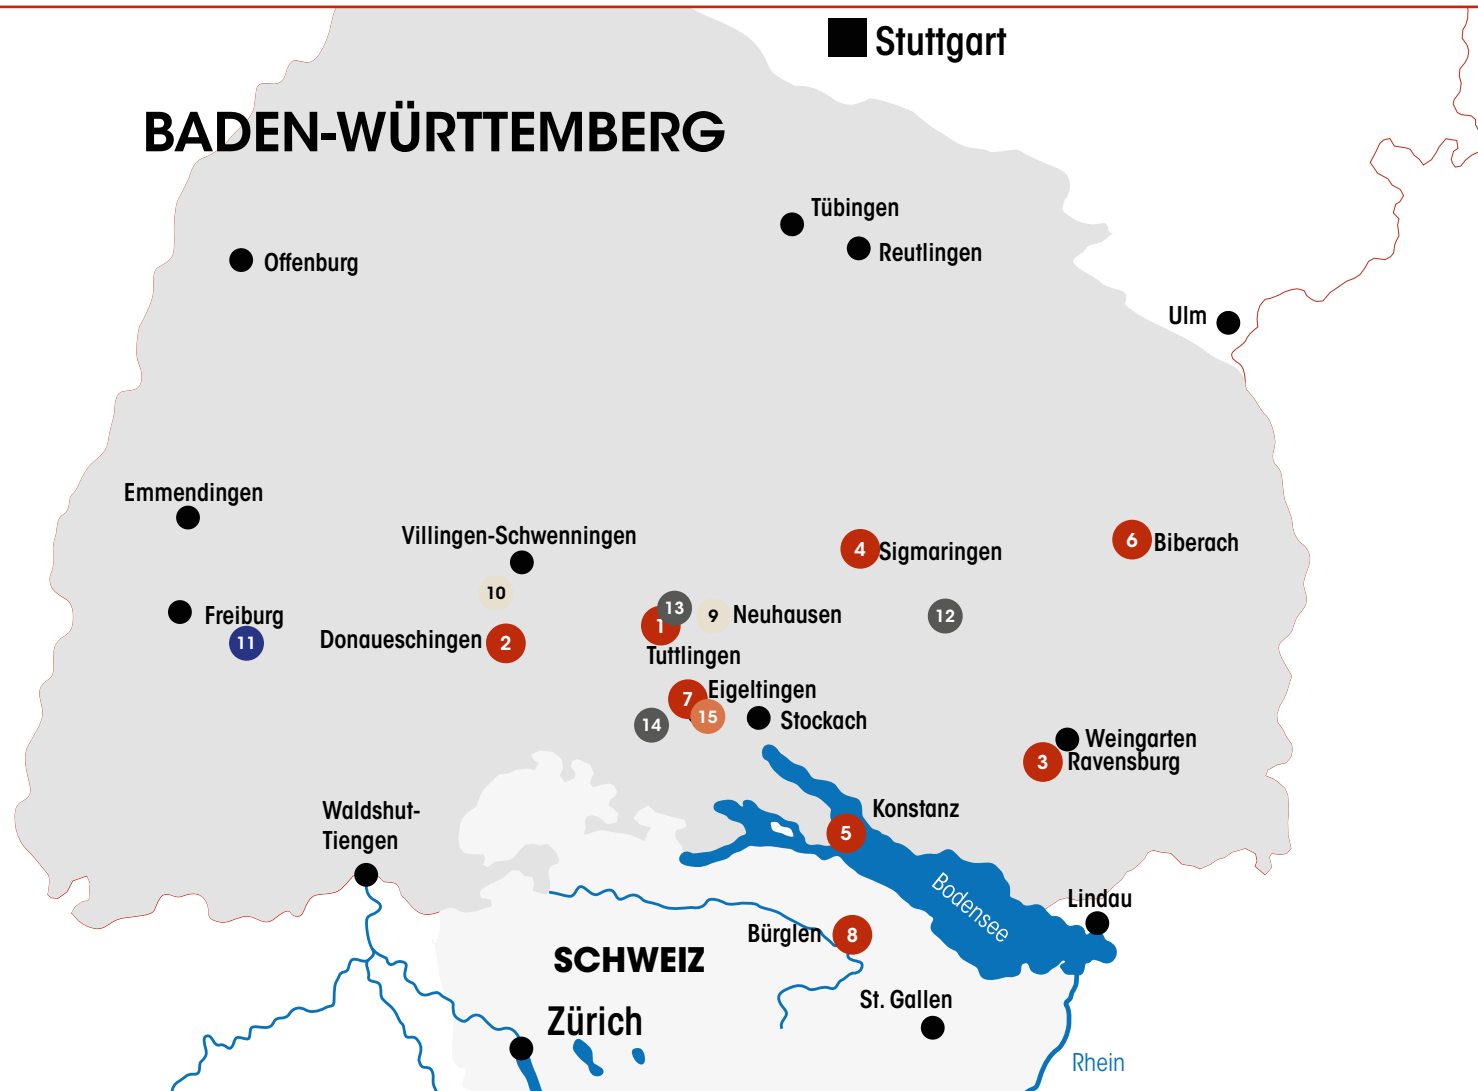 Stuttgart
BADEN-WÜRTTEMBERG
Tübingen
Reutlingen
Offenburg
Ulm
Emmendingen
Villingen-Schwenningen
4 Sigmaringen
6 Biberach
10
13
9 Neuhausen
12
Freiburg
11
Donaueschingen 2
1
Tuttlingen
7 Eigeltingen
15
14
Stockach
Weingarten
3 Ravensburg
Waldshut-
Tiengen
Konstanz
5
Bodensee
Lindau
Bürglen 8
SCHWEIZ
St. Gallen
Zürich
Rhein